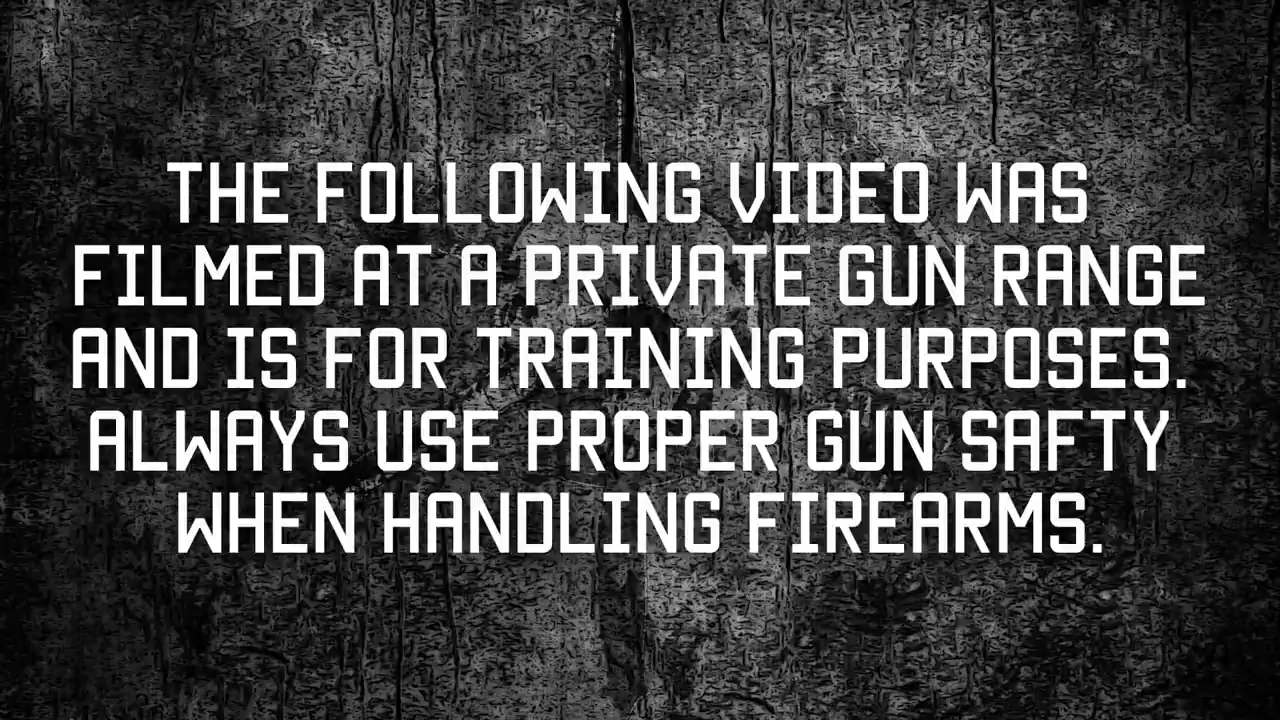 THE FOLLOWING VIDEO WAS
FILMED AT A PRIVATE GUN RANGE
AND IS FOR TRAINING PURPOSES.
ALWAYS USE PROPER GUN SAFTY
WHEN HANDLING FIREARMS.